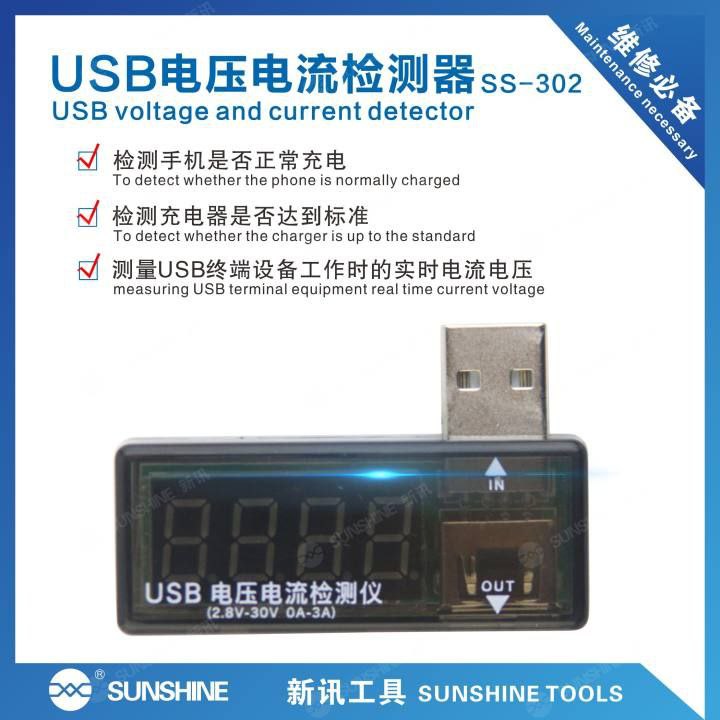 USB电压电流检测器 SS-302
USB voltage and current detector
维修必备
Maintenance necessary
检测手机是否正常充电
To detect whether the phone is normally charged
检测充电器是否达到标准
To detect whether the charger is up to the standard
测量USB终端设备工作时的实时电流电压
measuring USB terminal equipment real time current voltage
IN
8888
OUT
USB 电压电流检测仪
(2.8V-30V 0A-3A)
SUNSHINE 新讯
SUNSHINE
新讯工具 SUNSHINE TOOLS